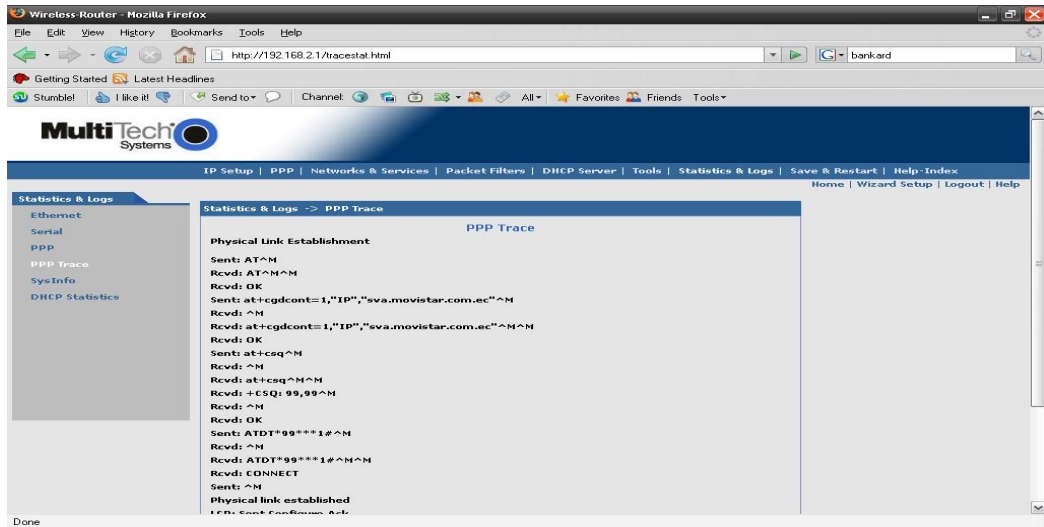 Wireless-Router - Mozilla Firefox
File Edit View History Bookmarks Tools Help
http://192.168.2.1/tracestat.html
G bankard
Getting Started Latest Headlines
Stumble! I like it! Send to Channel: All Favorites Friends Tools
MultiTech
Systems
IP Setup | PPP | Networks & Services | Packet Filters | DHCP Server | Tools | Statistics & Logs | Save & Restart | Help-Index
Home | Wizard Setup | Logout | Help
Statistics & Logs
Ethernet
Serial
PPP
PPP Trace
SysInfo
DHCP Statistics
Statistics & Logs -> PPP Trace
PPP Trace
Physical Link Establishment
Sent: AT^M
Rcvd: AT^M^M
Rcvd: OK
Sent: at+cgdcont=1,"IP","sva.movistar.com.ec"^M
Rcvd: ^M
Rcvd: at+cgdcont=1,"IP","sva.movistar.com.ec"^M^M
Rcvd: OK
Sent: at+csq^M
Rcvd: ^M
Rcvd: at+csq^M^M
Rcvd: +CSQ: 99,99^M
Rcvd: ^M
Rcvd: OK
Sent: ATDT*99***1#^M
Rcvd: ^M
Rcvd: ATDT*99***1#^M^M
Rcvd: CONNECT
Sent: ^M
Physical link established
LCP: Sent Configure Ack
Done